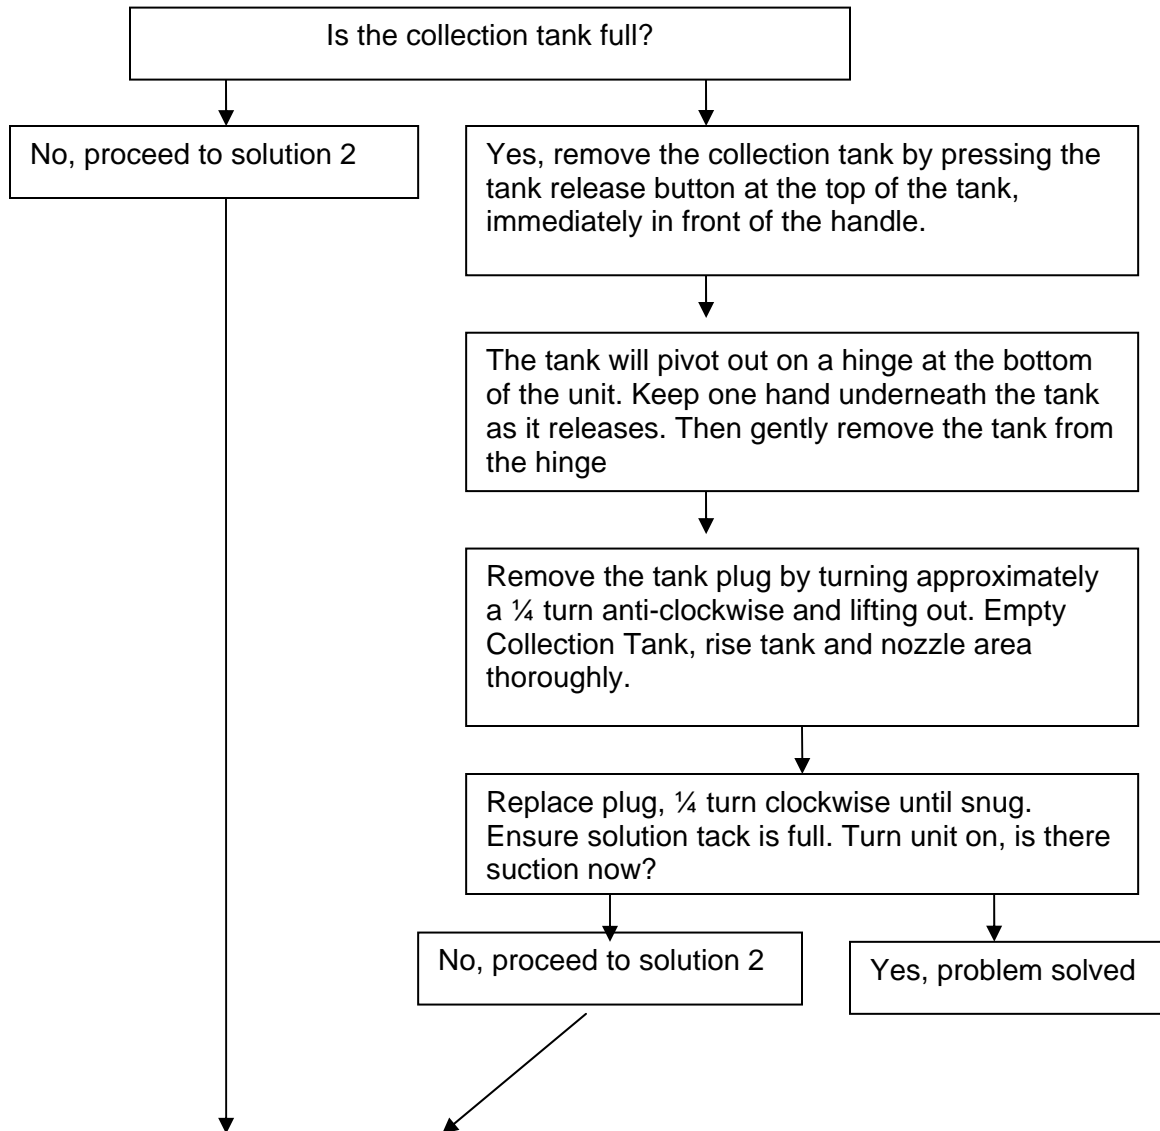 Is the collection tank full?
No, proceed to solution 2
Yes, remove the collection tank by pressing the
tank release button at the top of the tank,
immediately in front of the handle.
The tank will pivot out on a hinge at the bottom
of the unit. Keep one hand underneath the tank
as it releases. Then gently remove the tank from
the hinge
Remove the tank plug by turning approximately
a ¼ turn anti-clockwise and lifting out. Empty
Collection Tank, rise tank and nozzle area
thoroughly.
Replace plug, ¼ turn clockwise until snug.
Ensure solution tack is full. Turn unit on, is there
suction now?
No, proceed to solution 2
Yes, problem solved